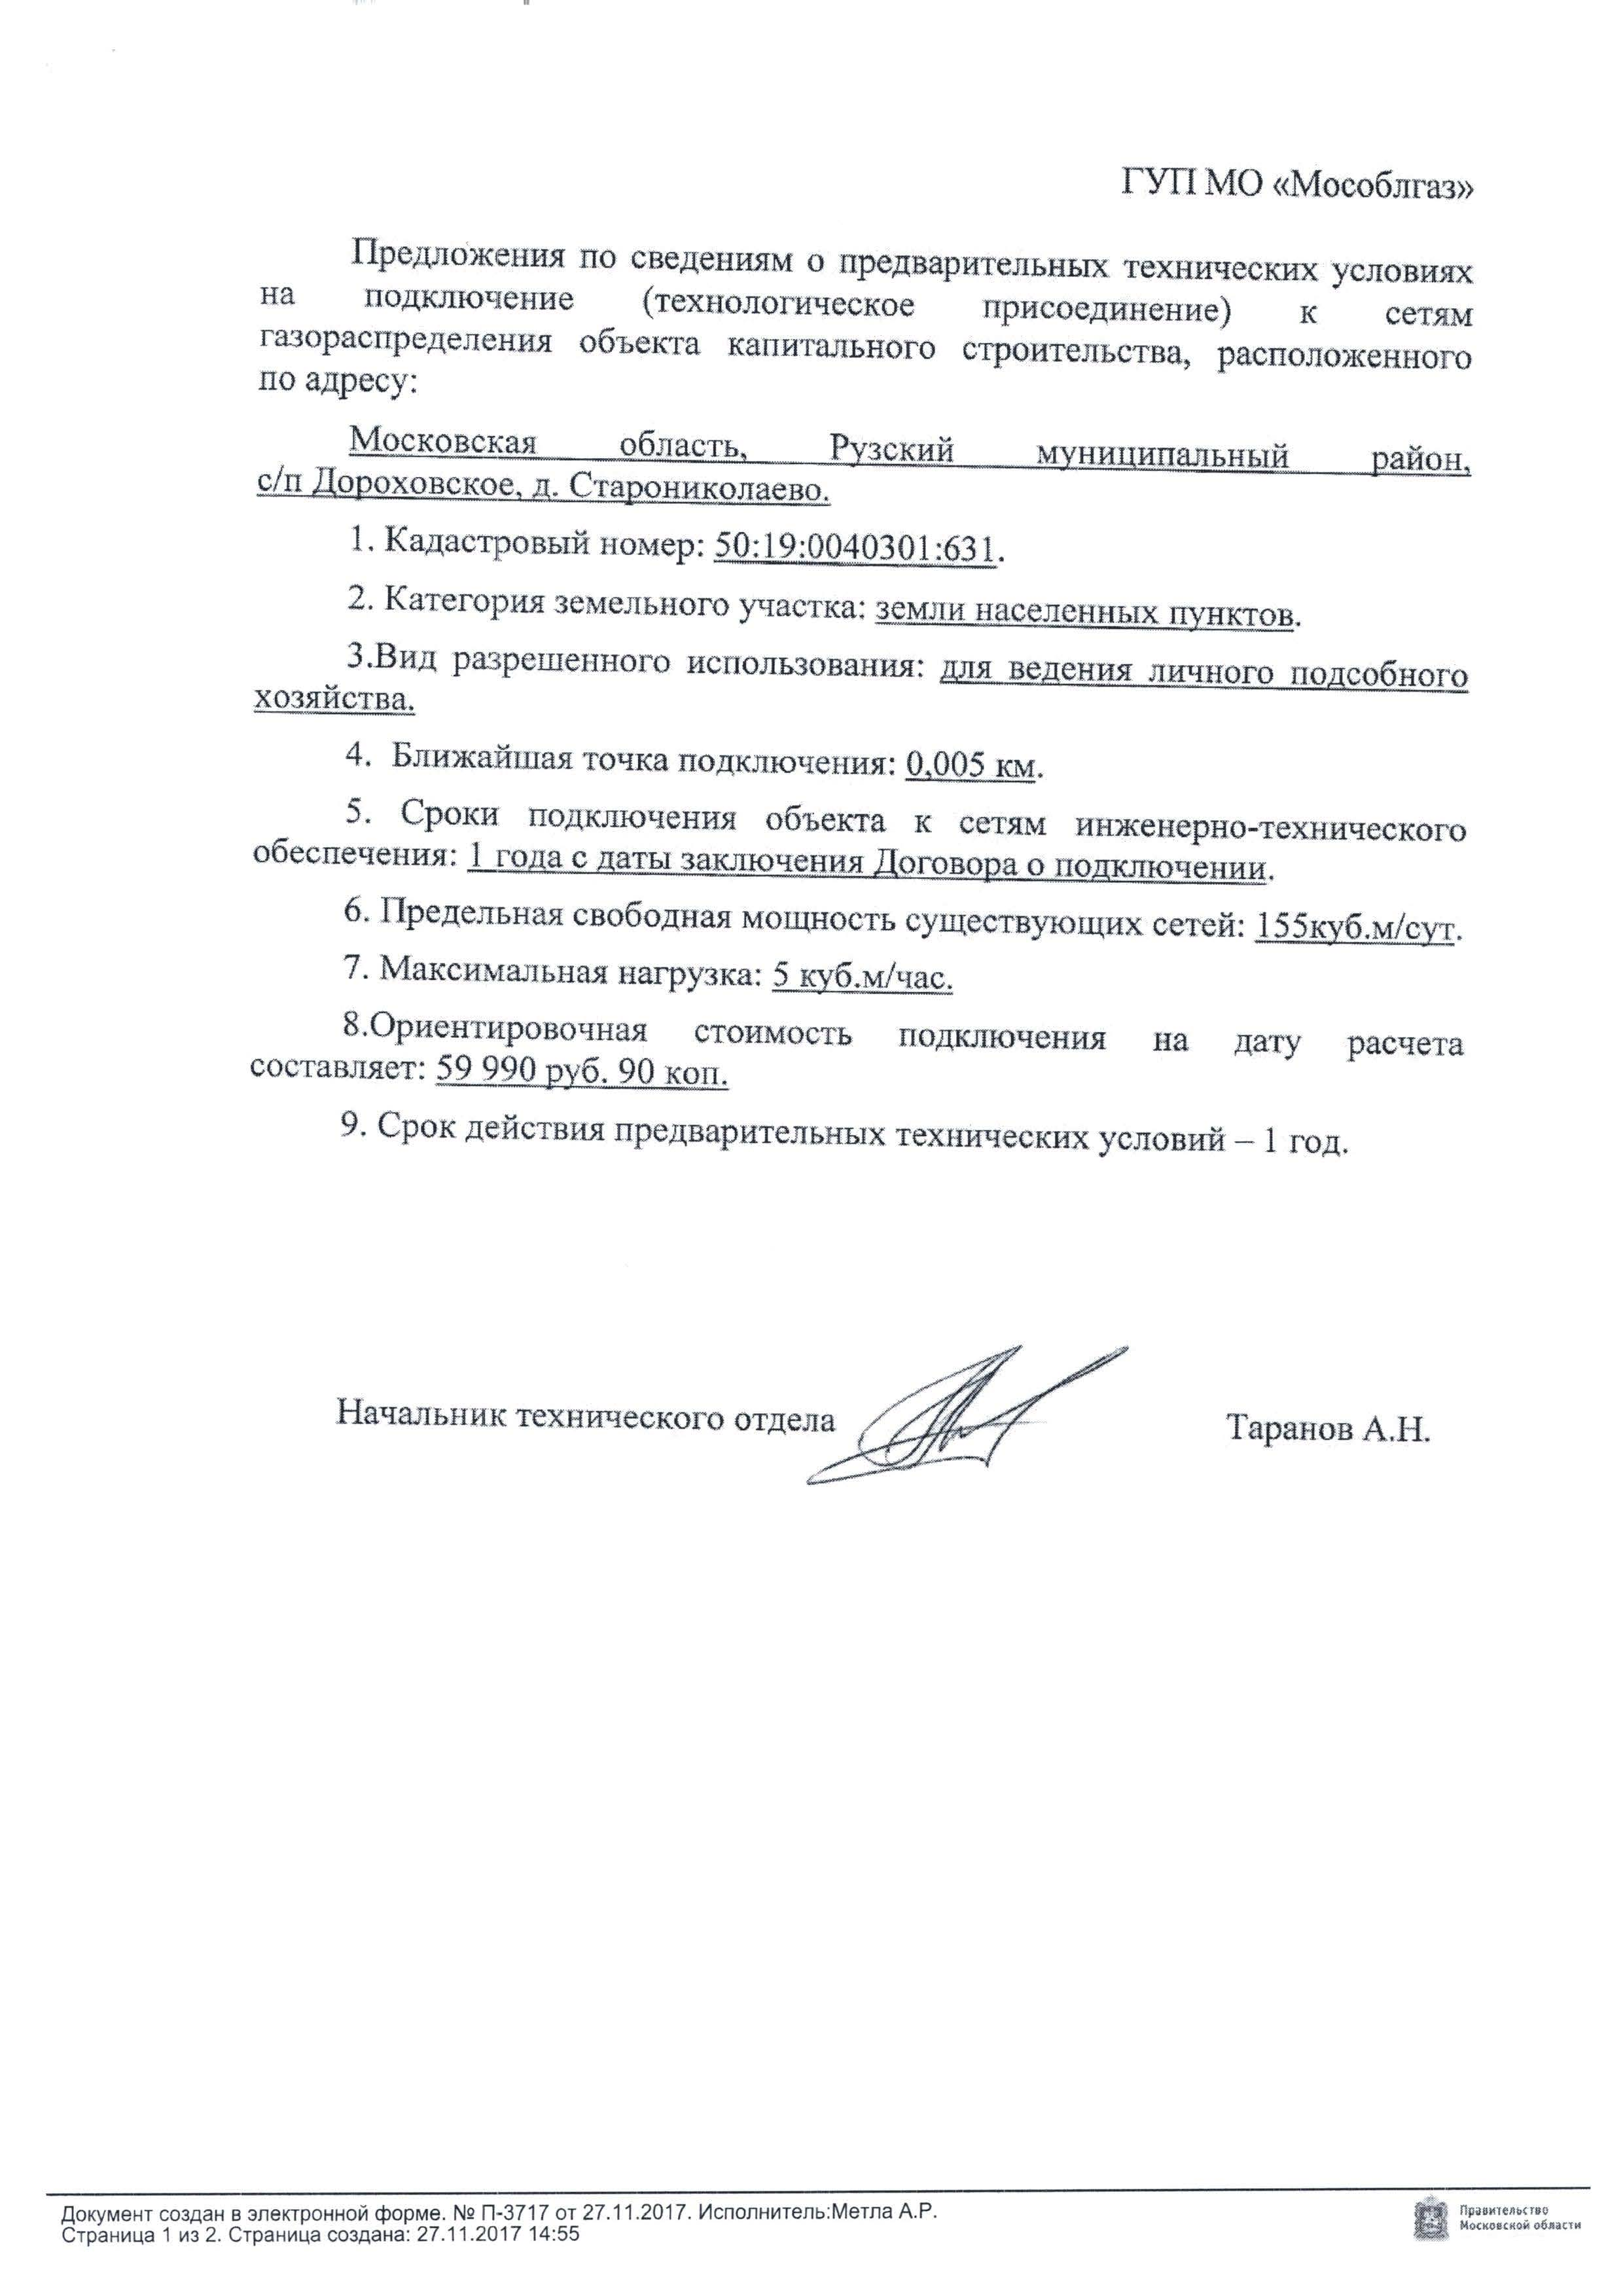 ГУП МО «Мособлгаз»
Предложения по сведениям о предварительных технических условиях
на подключение (технологическое присоединение) к сетям
газораспределения объекта капитального строительства, расположенного
по адресу:
Московская область, Рузский муниципальный район,
с/п Дороховское, д. Старониколаево.
1. Кадастровый номер: 50:19:0040301:631.
2. Категория земельного участка: земли населенных пунктов.
3.Вид разрешенного использования: для ведения личного подсобного
хозяйства.
4. Ближайшая точка подключения: 0,005 км.
5. Сроки подключения объекта к сетям инженерно-технического
обеспечения: 1 года с даты заключения Договора о подключении.
6. Предельная свободная мощность существующих сетей: 155куб.м/сут.
7. Максимальная нагрузка: 5 куб.м/час.
8.Ориентировочная стоимость подключения на дату расчета
составляет: 59 990 руб. 90 коп.
9. Срок действия предварительных технических условий – 1 год.
Начальник технического отдела Таранов А.Н.
Документ создан в электронной форме. № П-3717 от 27.11.2017. Исполнитель:Метла А.Р.
Страница 1 из 2. Страница создана: 27.11.2017 14:55
Правительство
Московской области